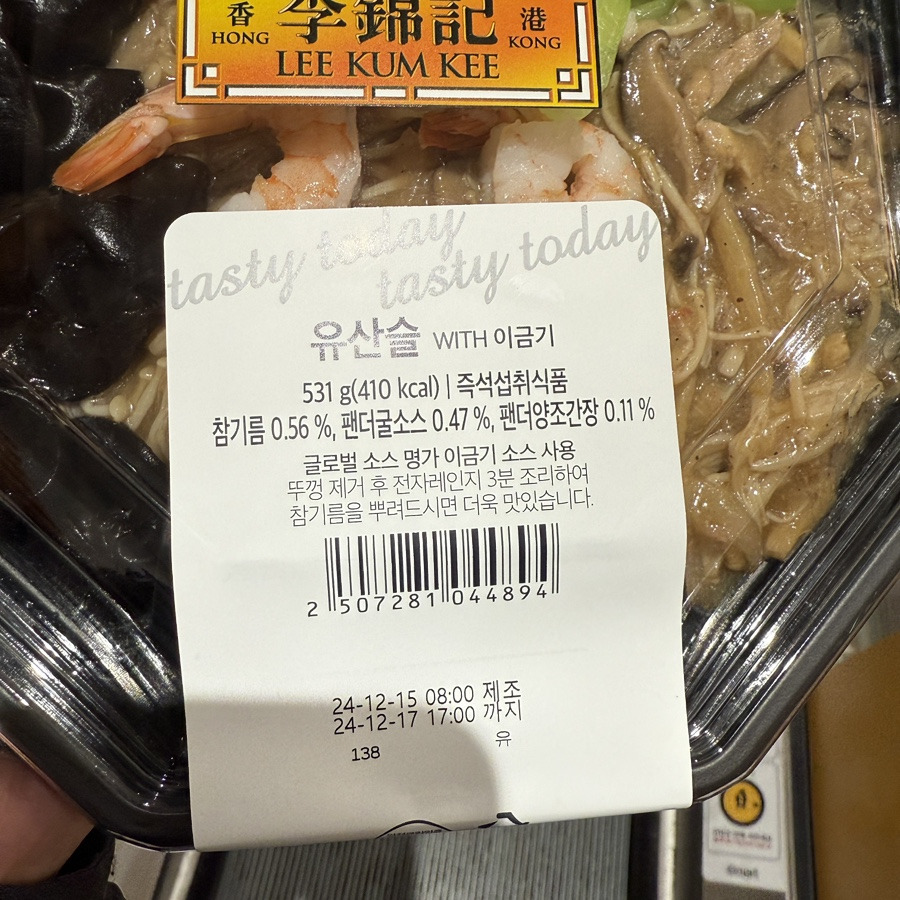 香 李錦記 港
HONG KONG
LEE KUM KEE
tasty today
tasty today
유산슬 WITH 이금기
531 g(410 kcal) | 즉석섭취식품
참기름 0.56 %, 팬더굴소스 0.47 %, 팬더양조간장 0.11 %
글로벌 소스 명가 이금기 소스 사용
뚜껑 제거 후 전자레인지 3분 조리하여
참기름을 뿌려드시면 더욱 맛있습니다.
2 507281 044894
24-12-15 08:00 제조
24-12-17 17:00 까지
138 유